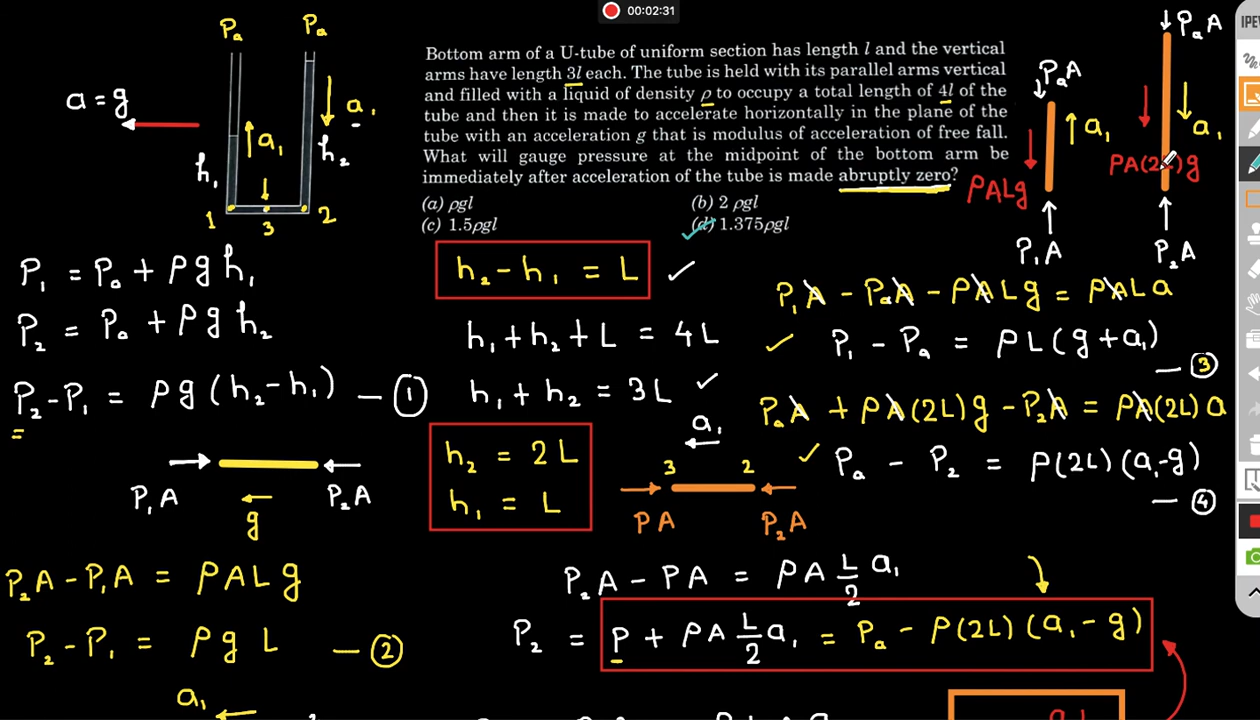 00:02:31
Pa Pa
a = g
a₁
a₁
h₁
h₂
1 3 2
Bottom arm of a U-tube of uniform section has length l and the vertical
arms have length 3l each. The tube is held with its parallel arms vertical
and filled with a liquid of density ρ to occupy a total length of 4l of the
tube and then it is made to accelerate horizontally in the plane of the
tube with an acceleration g that is modulus of acceleration of free fall.
What will gauge pressure at the midpoint of the bottom arm be
immediately after acceleration of the tube is made abruptly zero?
(a) ρgl (b) 2 ρgl
(c) 1.5ρgl (d) 1.375ρgl
PₐA
a₁
ρALg
P₁A
PₐA
a₁
P₂A
P₁ = P₀ + ρgh₁
P₂ = P₀ + ρgh₂
P₂-P₁ = ρg(h₂-h₁) — ①
P₁A P₂A
g
P₂A-P₁A = ρALg
P₂-P₁ = ρgL — ②
a₁
h₂-h₁ = L
h₁+h₂+L = 4L
h₁+h₂ = 3L
h₂ = 2L
h₁ = L
P₁A - PₐA - ρALg = ρALa
P₁ - Pₐ = ρL(g+a₁) — ③
PₐA + ρA(2L)g - P₂A = ρA(2L)a
Pₐ - P₂ = ρ(2L)(a₁-g) — ④
a₁
3 2
PA P₂A
P₂A - PA = ρA L/2 a₁
P₂ = P + ρA L/2 a₁ = Pₐ - ρ(2L)(a₁-g)